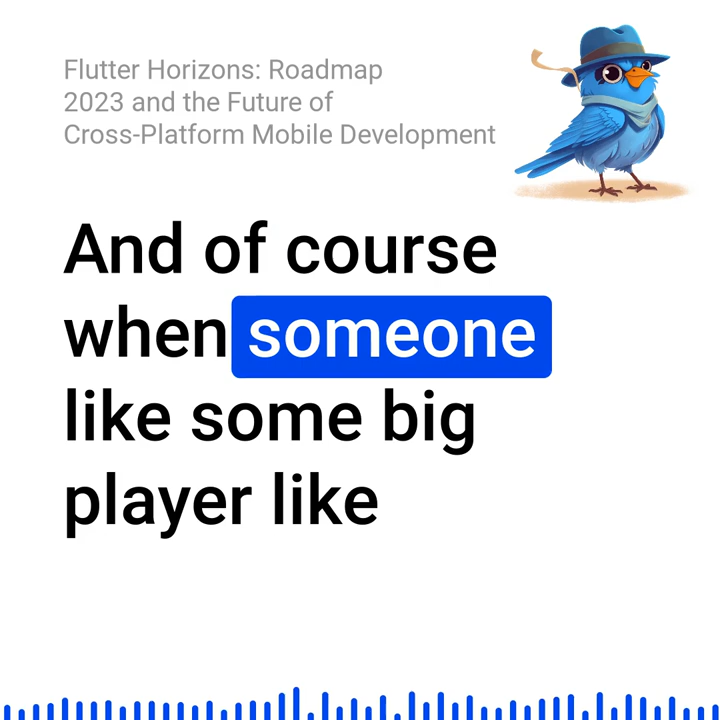 Flutter Horizons: Roadmap
2023 and the Future of
Cross-Platform Mobile Development
And of course
when someone
like some big
player like